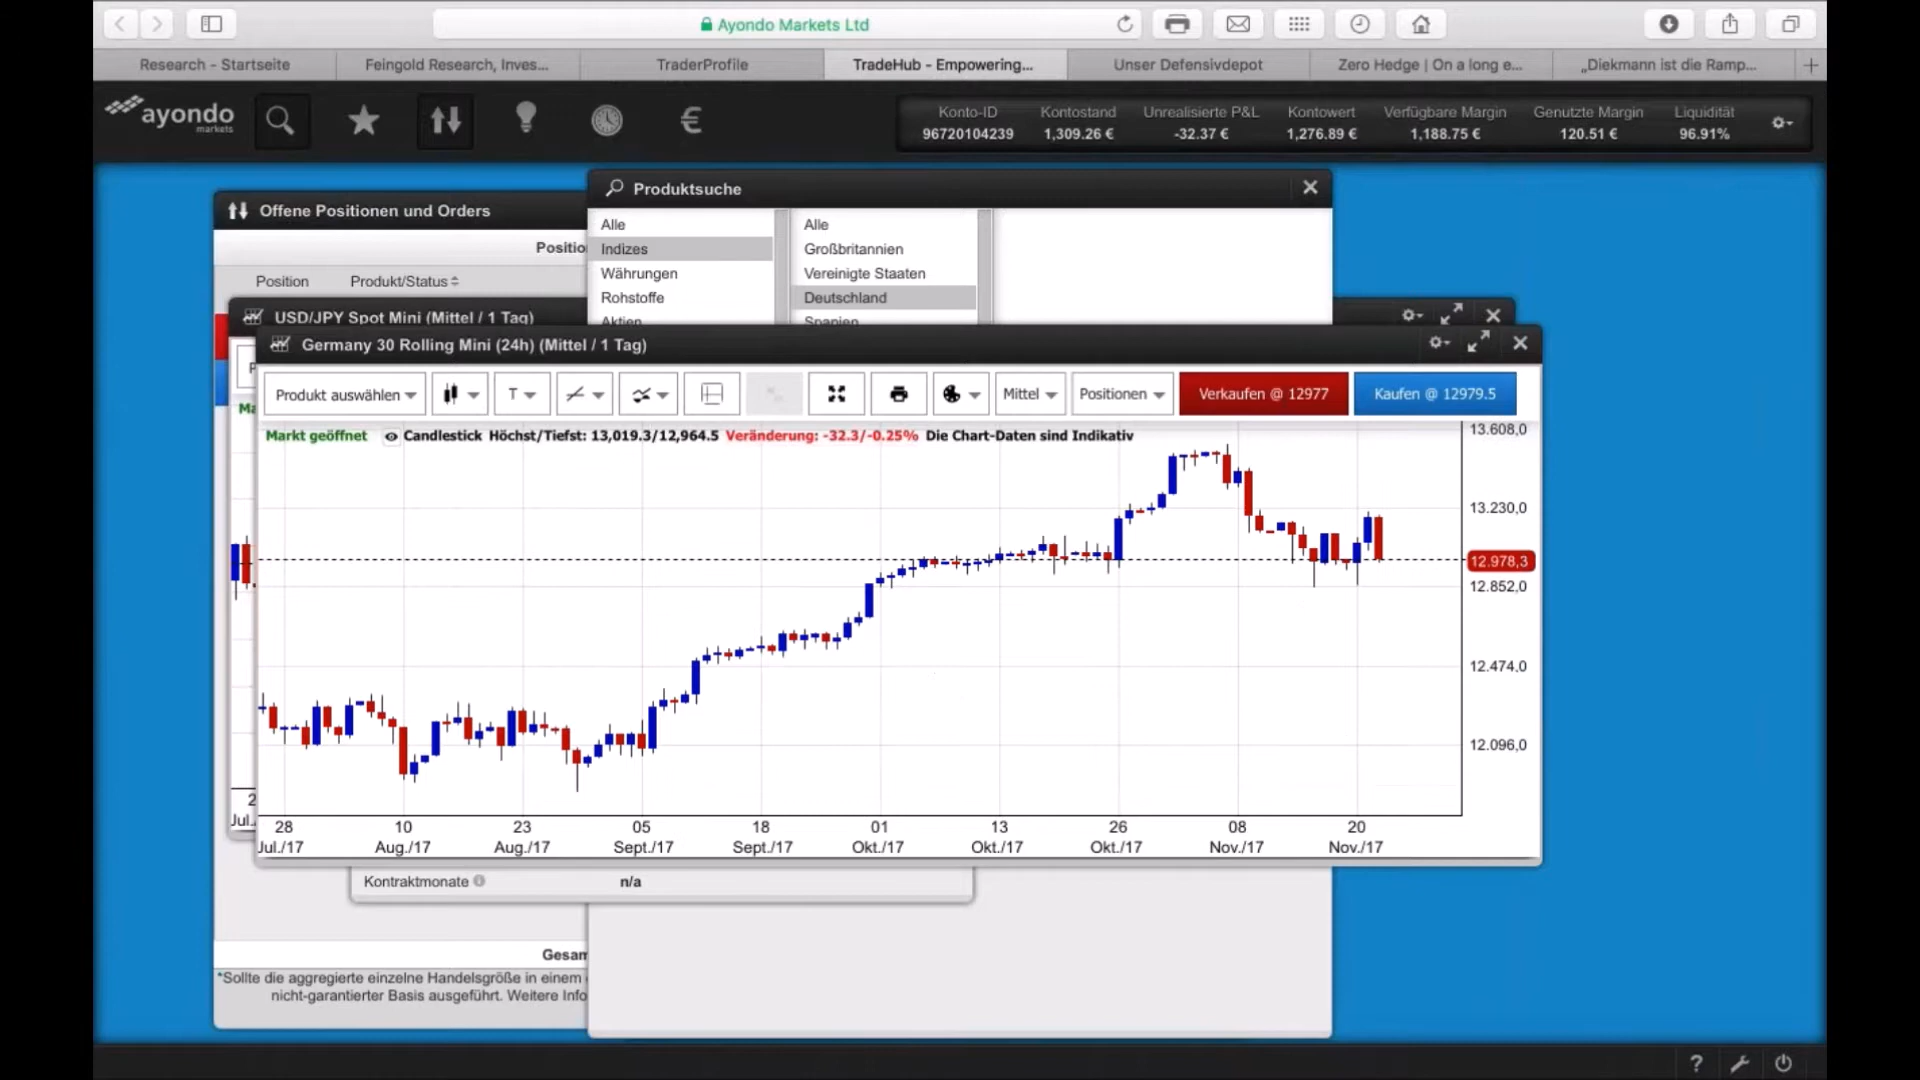 Ayondo Markets Ltd
Research - Startseite
Feingold Research, Inves...
TraderProfile
TradeHub - Empowering...
Unser Defensivdepot
Zero Hedge | On a long e...
„Diekmann ist die Ramp...
ayondo
markets
Konto-ID
96720104239
Kontostand
1,309.26 €
Unrealisierte P&L
-32.37 €
Kontowert
1,276.89 €
Verfügbare Margin
1,188.75 €
Genutzte Margin
120.51 €
Liquidität
96.91%
Offene Positionen und Orders
Produktsuche
Positio
Position
Produkt/Status
Alle
Indizes
Währungen
Rohstoffe
Aktien
Alle
Großbritannien
Vereinigte Staaten
Deutschland
Spanien
USD/JPY Spot Mini (Mittel / 1 Tag)
Germany 30 Rolling Mini (24h) (Mittel / 1 Tag)
Produkt auswählen
T
Mittel
Positionen
Verkaufen @ 12977
Kaufen @ 12979.5
Ma
Markt geöffnet
Candlestick Höchst/Tiefst: 13,019.3/12,964.5 Veränderung: -32.3/-0.25% Die Chart-Daten sind Indikativ
13.608,0
13.230,0
12.978,3
12.852,0
12.474,0
12.096,0
2
Jul.
28
Jul./17
10
Aug./17
23
Aug./17
05
Sept./17
18
Sept./17
01
Okt./17
13
Okt./17
26
Okt./17
08
Nov./17
20
Nov./17
Kontraktmonate
n/a
Gesam
*Sollte die aggregierte einzelne Handelsgröße in einem
nicht-garantierter Basis ausgeführt. Weitere Info
?